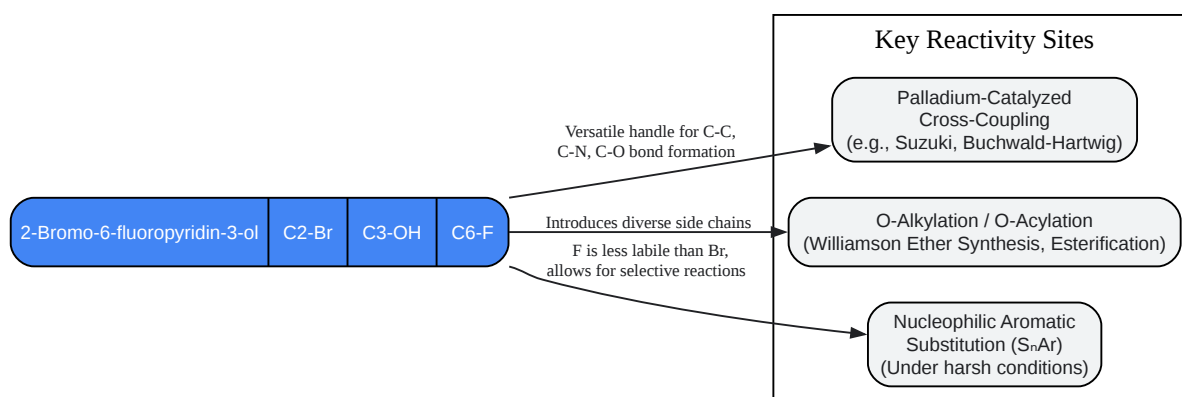 Key Reactivity Sites
Palladium-Catalyzed
Cross-Coupling
(e.g., Suzuki, Buchwald-Hartwig)
Versatile handle for C-C,
C-N, C-O bond formation
2-Bromo-6-fluoropyridin-3-ol
C2-Br
C3-OH
C6-F
Introduces diverse side chains
O-Alkylation / O-Acylation
(Williamson Ether Synthesis, Esterification)
F is less labile than Br,
allows for selective reactions
Nucleophilic Aromatic
Substitution (SₙAr)
(Under harsh conditions)